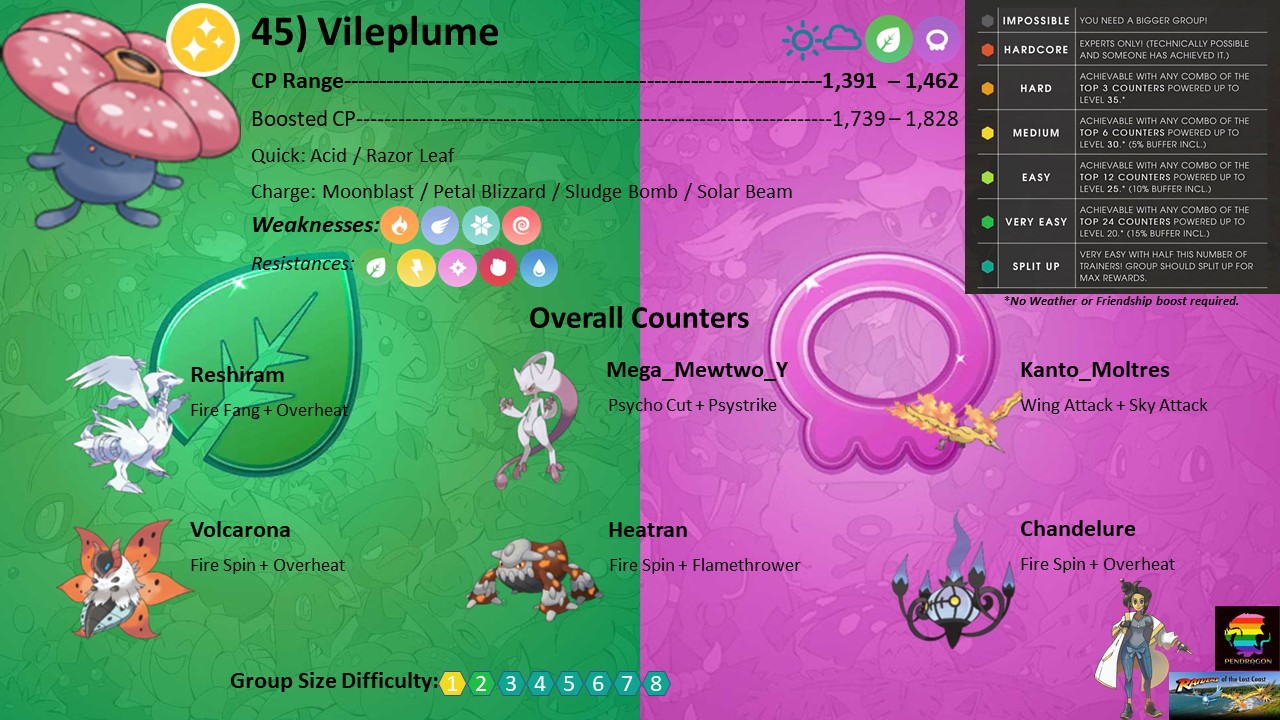 45) Vileplume
CP Range-----------------------------------------------------------------------1,391 – 1,462
Boosted CP-----------------------------------------------------------------------1,739 – 1,828
Quick: Acid / Razor Leaf
Charge: Moonblast / Petal Blizzard / Sludge Bomb / Solar Beam
Weaknesses:
Resistances:
IMPOSSIBLE YOU NEED A BIGGER GROUP!
HARDCORE EXPERTS ONLY! (TECHNICALLY POSSIBLE
AND SOMEONE HAS ACHIEVED IT.)
HARD ACHIEVABLE WITH ANY COMBO OF THE
TOP 3 COUNTERS POWERED UP TO
LEVEL 35.*
MEDIUM ACHIEVABLE WITH ANY COMBO OF THE
TOP 6 COUNTERS POWERED UP TO
LEVEL 30.* (5% BUFFER INCL.)
EASY ACHIEVABLE WITH ANY COMBO OF THE
TOP 12 COUNTERS POWERED UP TO
LEVEL 25.* (10% BUFFER INCL.)
VERY EASY ACHIEVABLE WITH ANY COMBO OF THE
TOP 24 COUNTERS POWERED UP TO
LEVEL 20.* (15% BUFFER INCL.)
SPLIT UP VERY EASY WITH HALF THIS NUMBER OF
TRAINERS! GROUP SHOULD SPLIT UP FOR
MAX REWARDS.
*No Weather or Friendship boost required.
Overall Counters
Reshiram
Fire Fang + Overheat
Mega_Mewtwo_Y
Psycho Cut + Psystrike
Kanto_Moltres
Wing Attack + Sky Attack
Volcarona
Fire Spin + Overheat
Heatran
Fire Spin + Flamethrower
Chandelure
Fire Spin + Overheat
Group Size Difficulty: 1 2 3 4 5 6 7 8
PENDRAGON
RAIDERS of the Lost Coast